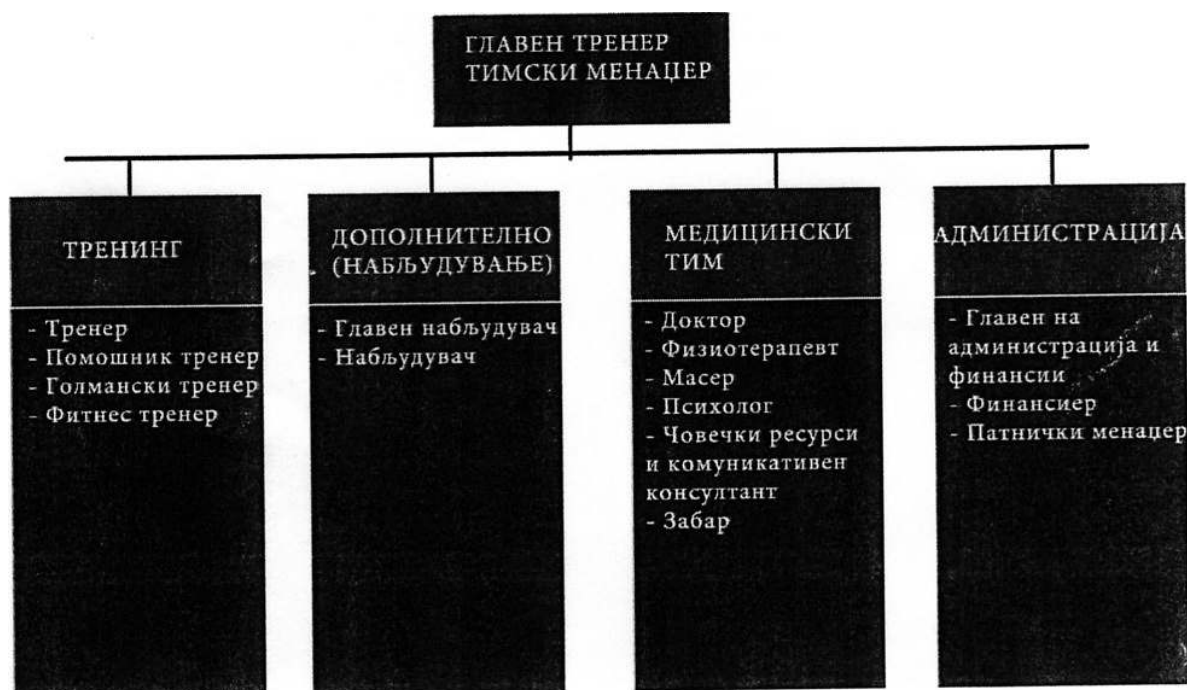 ГЛАВЕН ТРЕНЕР
ТИМСКИ МЕНАЏЕР
ТРЕНИНГ
- Тренер
- Помошник тренер
- Голмански тренер
- Фитнес тренер
ДОПОЛНИТЕЛНО
(НАБЉУДУВАЊЕ)
- Главен набљудувач
- Набљудувач
МЕДИЦИНСКИ
ТИМ
- Доктор
- Физиотерапевт
- Масер
- Психолог
- Човечки ресурси
и комуникативен
консултант
- Забар
АДМИНИСТРАЦИЈА
- Главен на
администрација и
финансии
- Финансиер
- Патнички менаџер